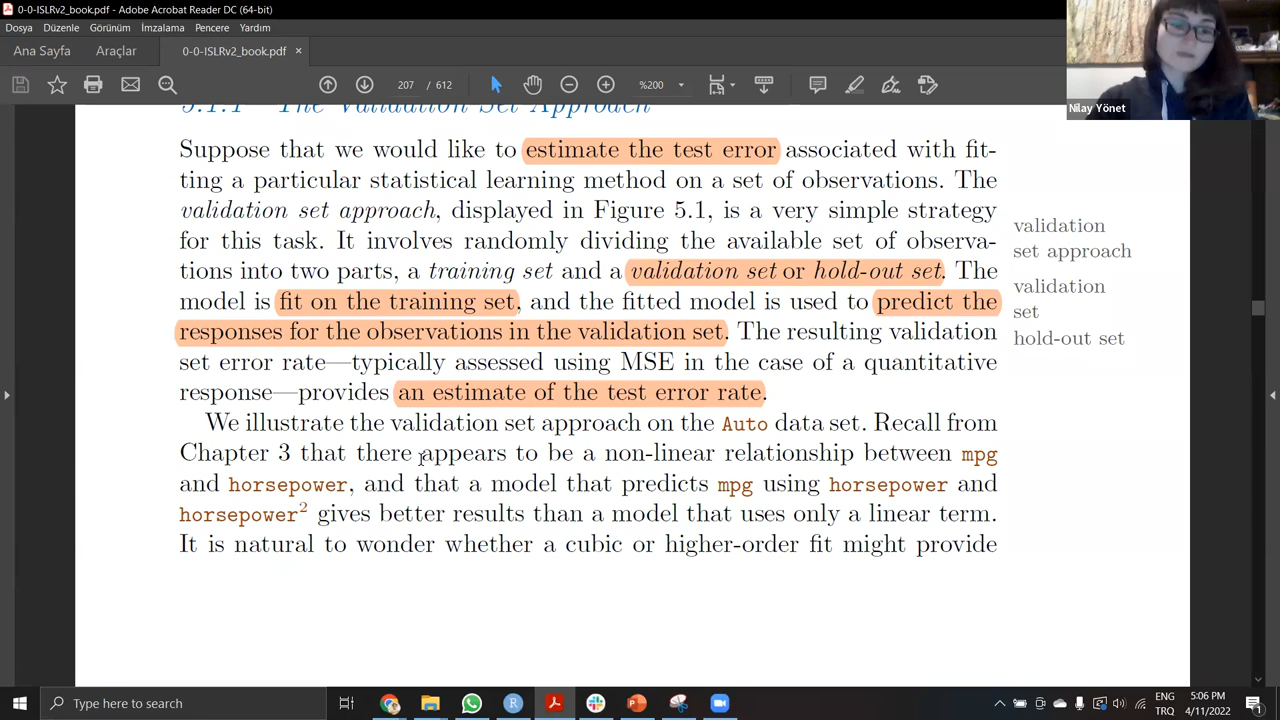 0-0-ISLRv2_book.pdf - Adobe Acrobat Reader DC (64-bit)
Dosya Düzenle Görünüm İmzalama Pencere Yardım
Ana Sayfa Araçlar 0-0-ISLRv2_book.pdf ×
207 / 612 %200
Nilay Yönet
5.1.1 The Validation Set Approach
Suppose that we would like to estimate the test error associated with fit-
ting a particular statistical learning method on a set of observations. The
validation set approach, displayed in Figure 5.1, is a very simple strategy
for this task. It involves randomly dividing the available set of observa-
tions into two parts, a training set and a validation set or hold-out set. The
model is fit on the training set, and the fitted model is used to predict the
responses for the observations in the validation set. The resulting validation
set error rate—typically assessed using MSE in the case of a quantitative
response—provides an estimate of the test error rate.
validation
set approach
validation
set
hold-out set
We illustrate the validation set approach on the Auto data set. Recall from
Chapter 3 that there appears to be a non-linear relationship between mpg
and horsepower, and that a model that predicts mpg using horsepower and
horsepower² gives better results than a model that uses only a linear term.
It is natural to wonder whether a cubic or higher-order fit might provide
Type here to search
ENG
TRQ
5:06 PM
4/11/2022